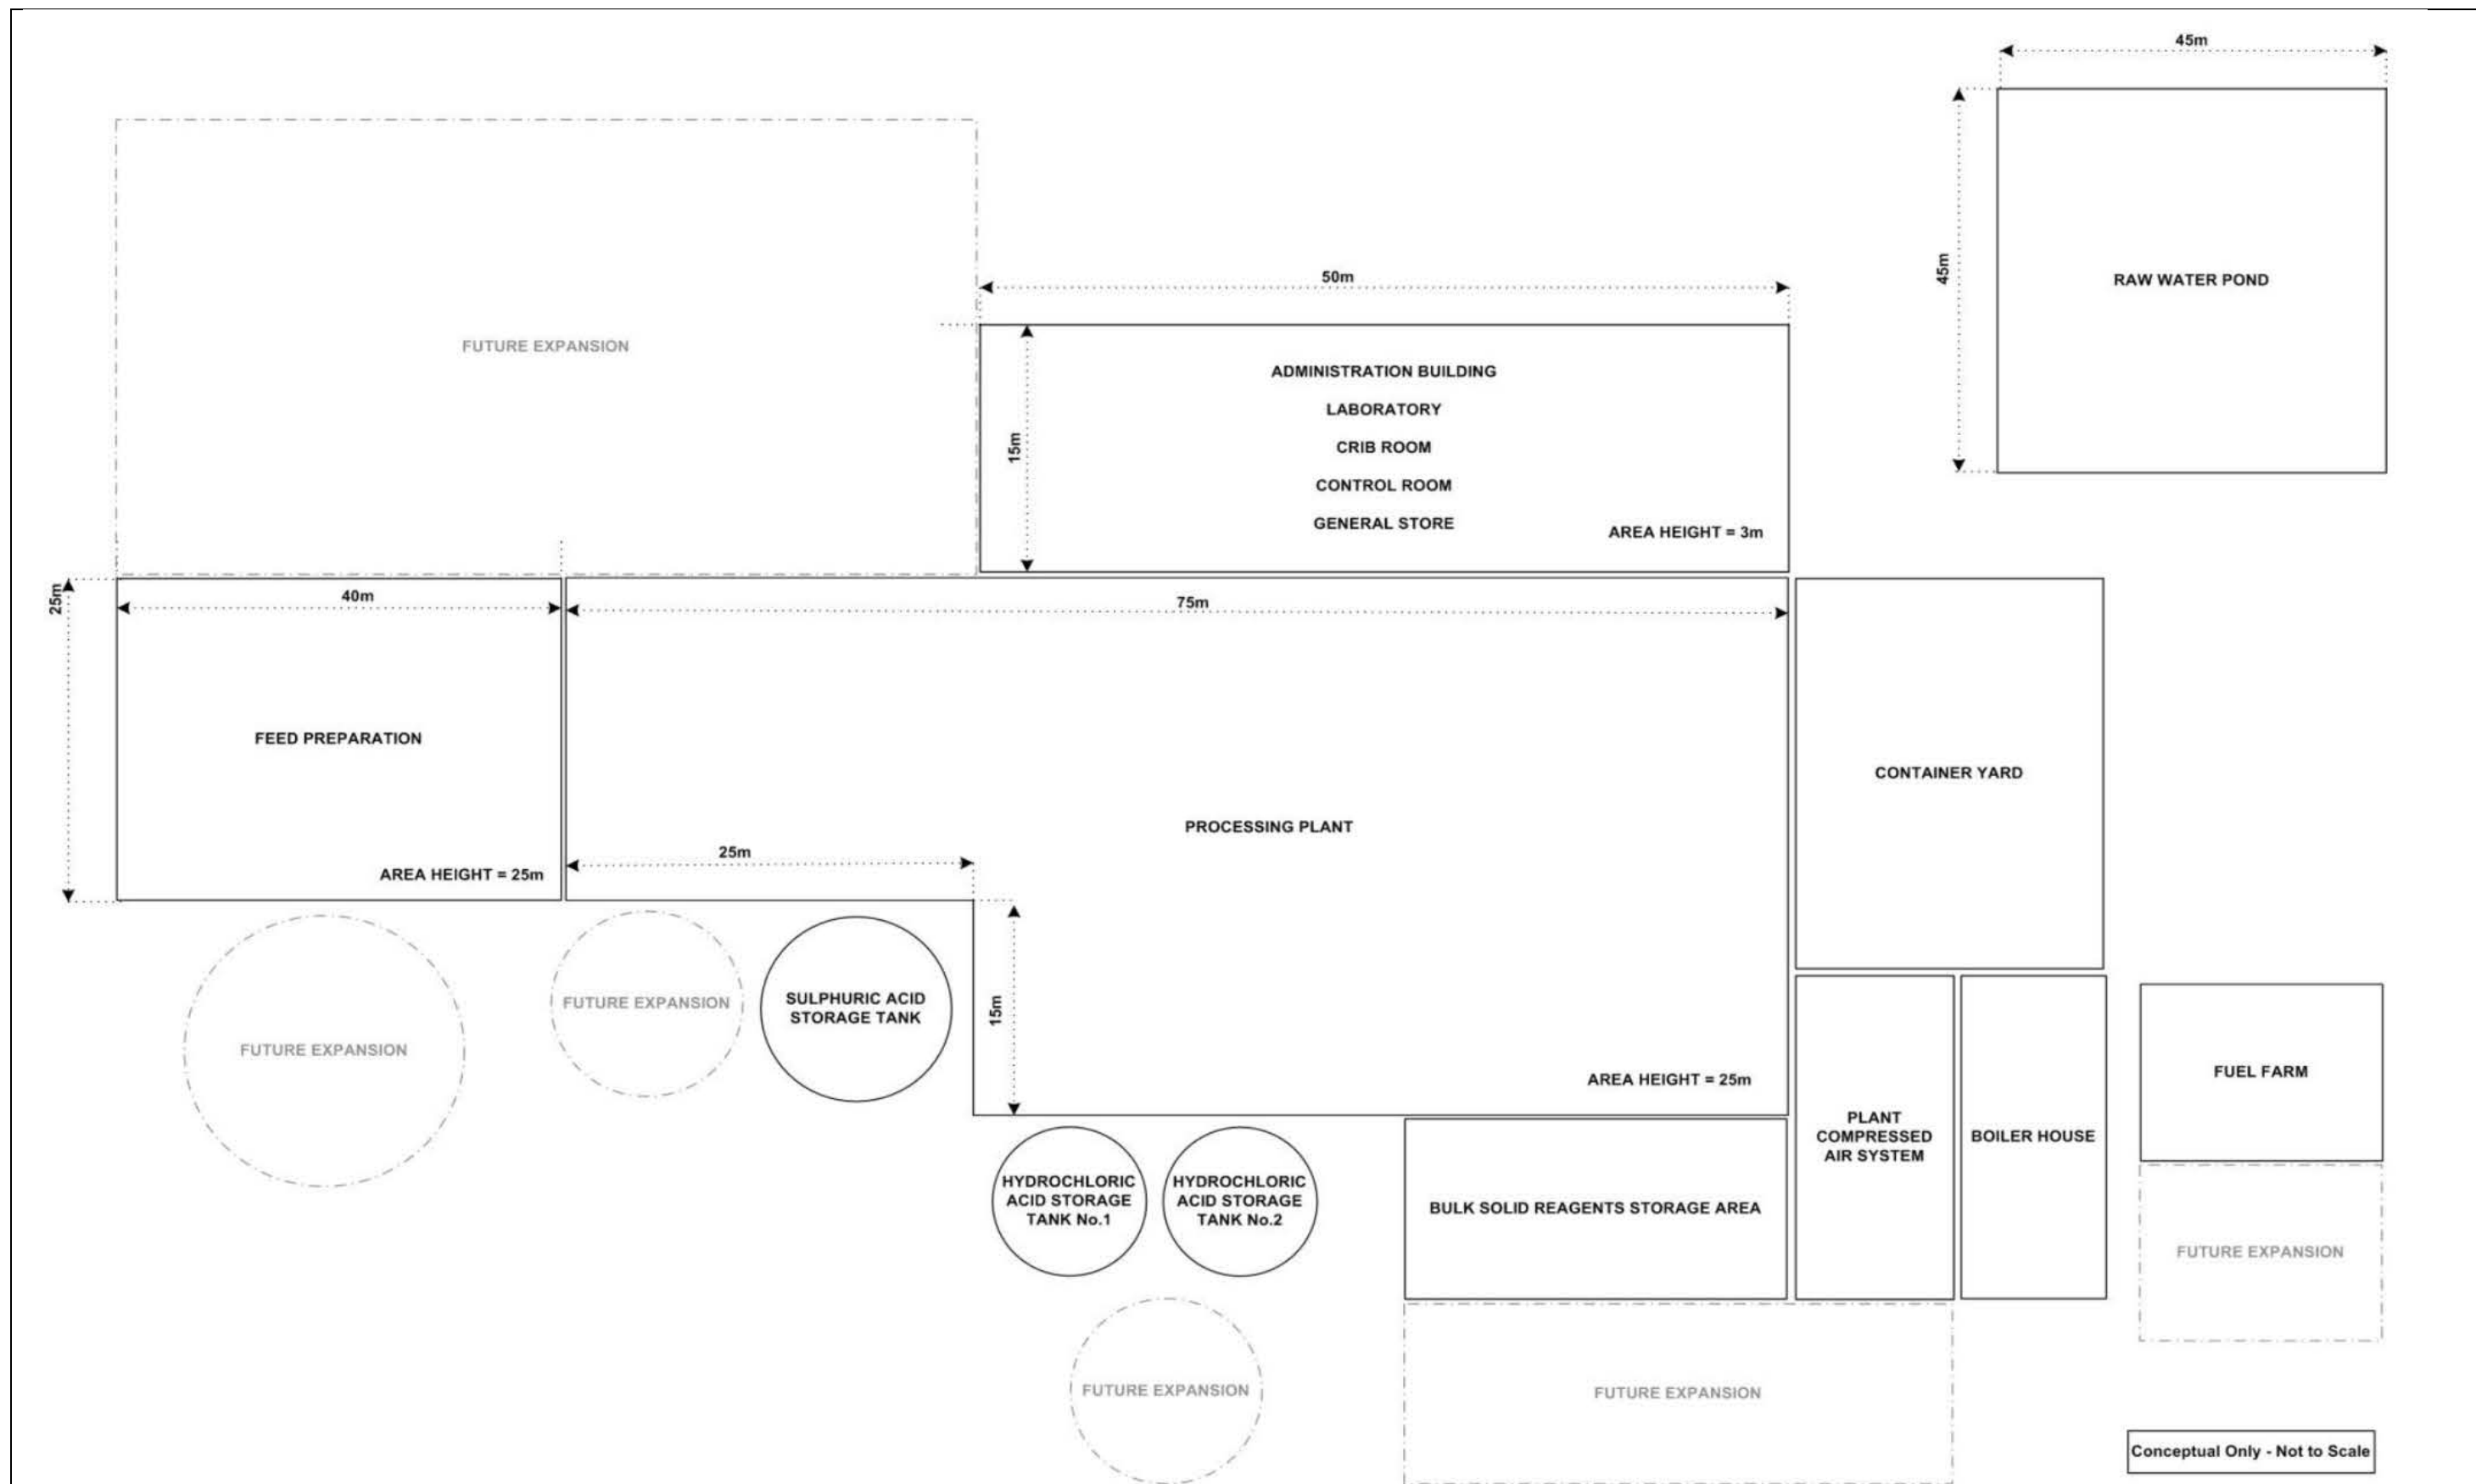 45m
45m
RAW WATER POND
50m
FUTURE EXPANSION
15m
ADMINISTRATION BUILDING
LABORATORY
CRIB ROOM
CONTROL ROOM
GENERAL STORE
AREA HEIGHT = 3m
25m
40m
FEED PREPARATION
AREA HEIGHT = 25m
75m
PROCESSING PLANT
25m
15m
AREA HEIGHT = 25m
CONTAINER YARD
FUTURE EXPANSION
FUTURE EXPANSION
SULPHURIC ACID
STORAGE TANK
HYDROCHLORIC
ACID STORAGE
TANK No.1
HYDROCHLORIC
ACID STORAGE
TANK No.2
BULK SOLID REAGENTS STORAGE AREA
PLANT
COMPRESSED
AIR SYSTEM
BOILER HOUSE
FUEL FARM
FUTURE EXPANSION
FUTURE EXPANSION
FUTURE EXPANSION
Conceptual Only - Not to Scale